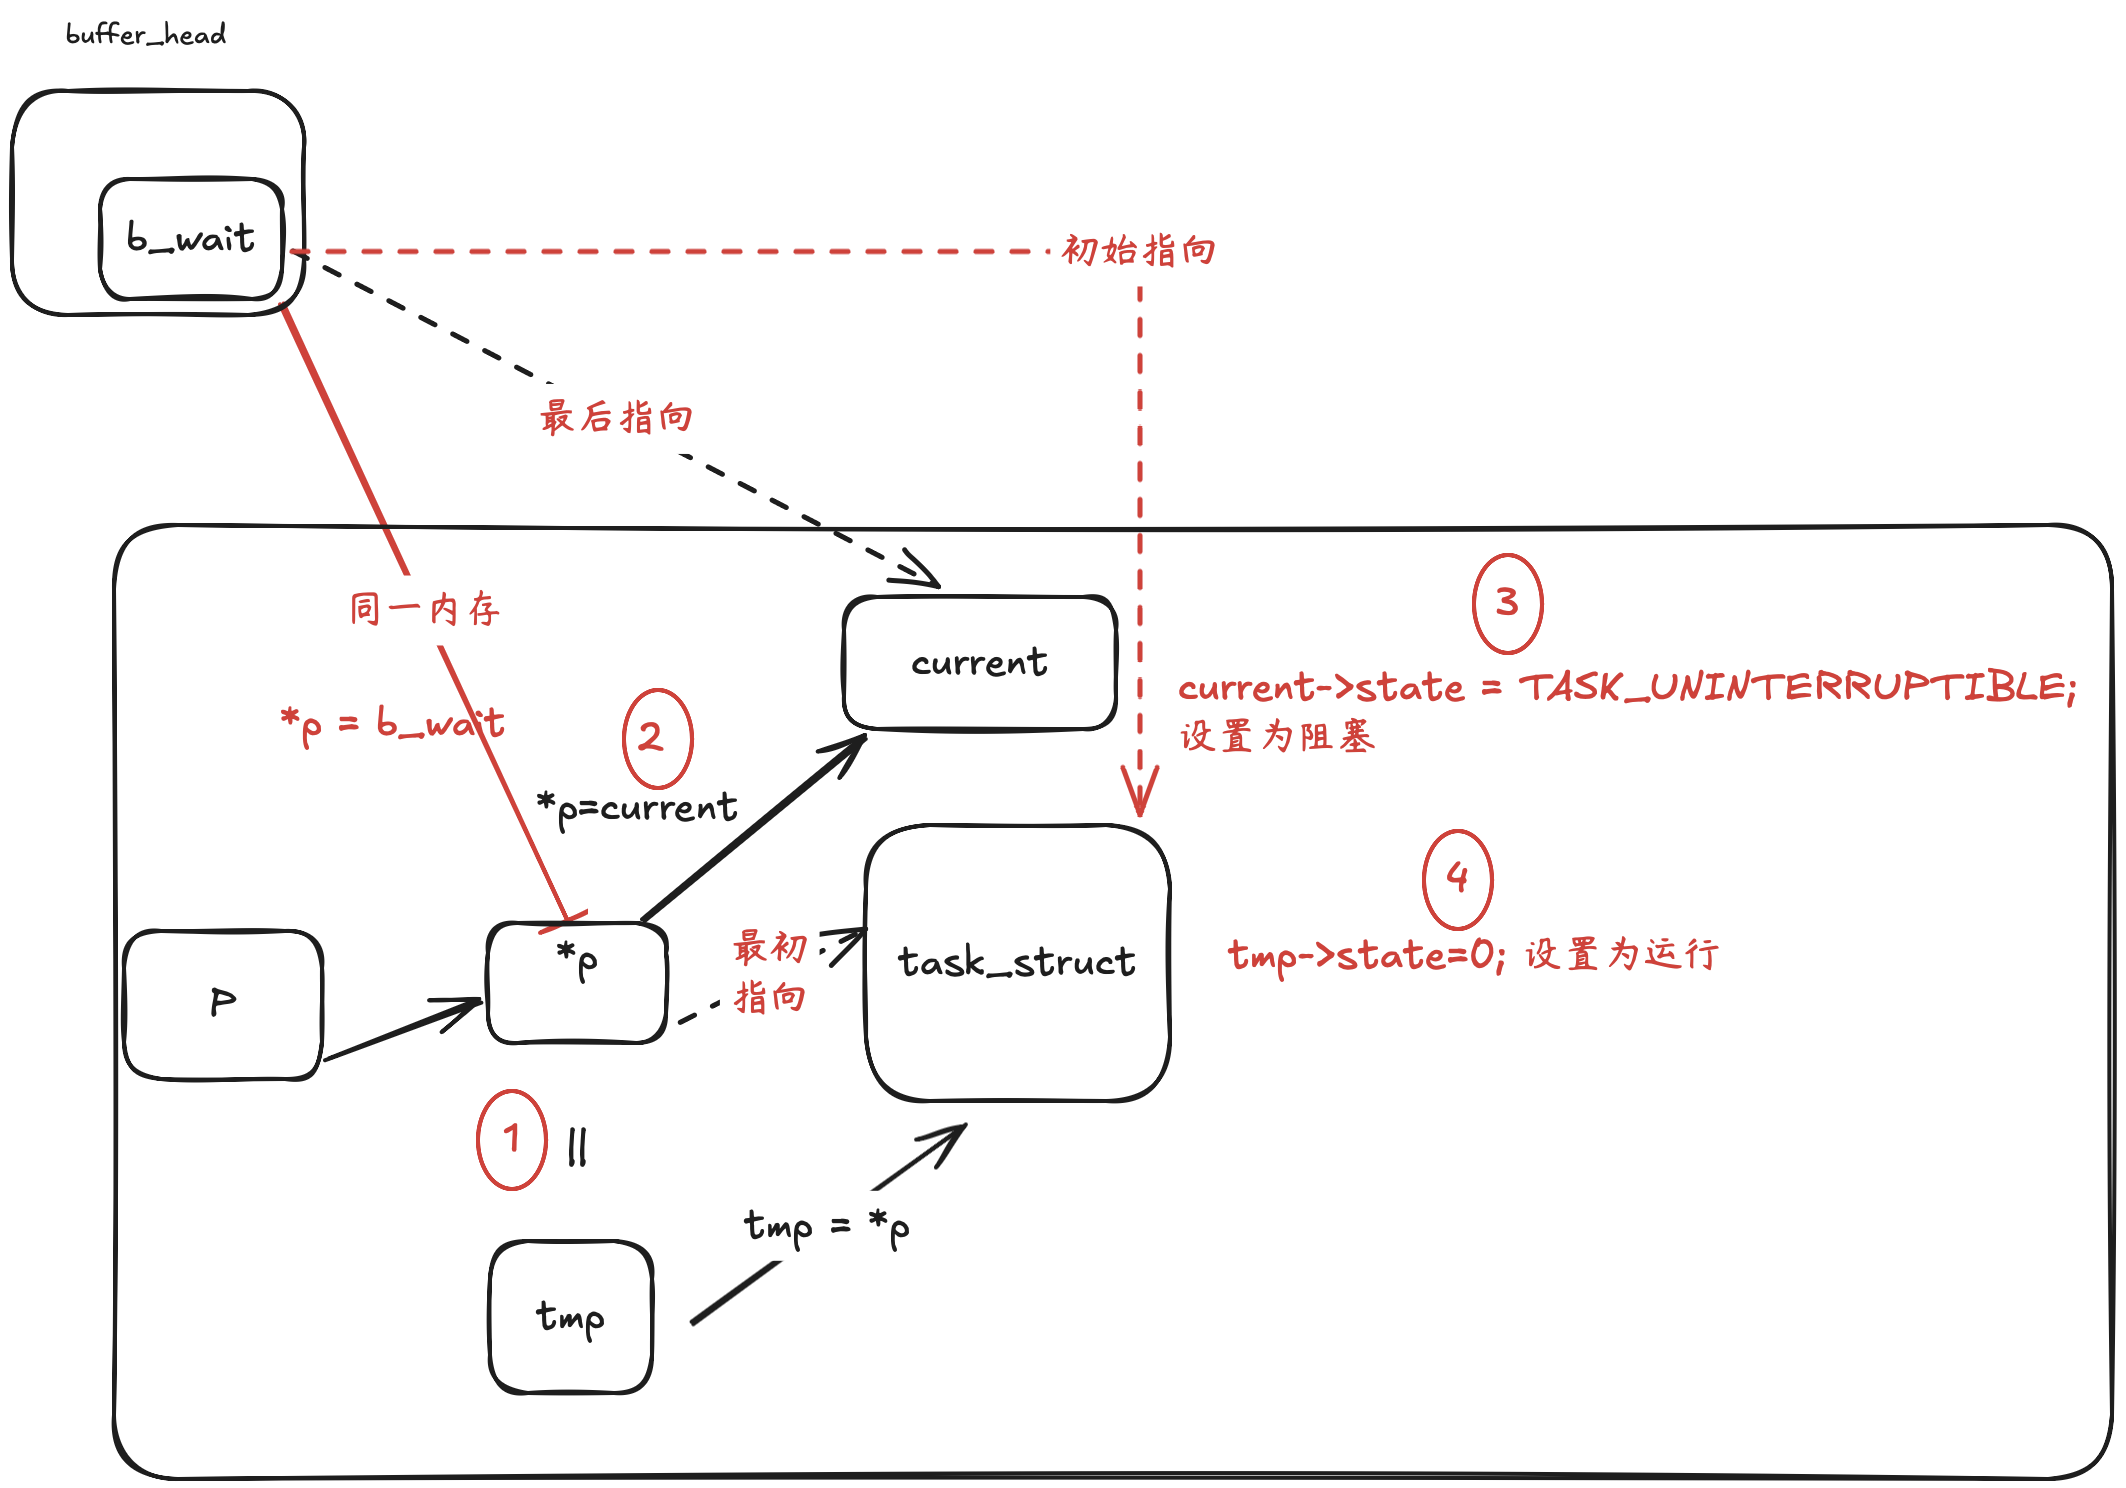 buffer_head
b_wait
初始指向
最后指向
同一内存
*p = b_wait
2
*p=current
current
3
current->state = TASK_UNINTERRUPTIBLE;
设置为阻塞
4
tmp->state=0; 设置为运行
P
*p
最初
指向
task_struct
1
||
tmp = *p
tmp